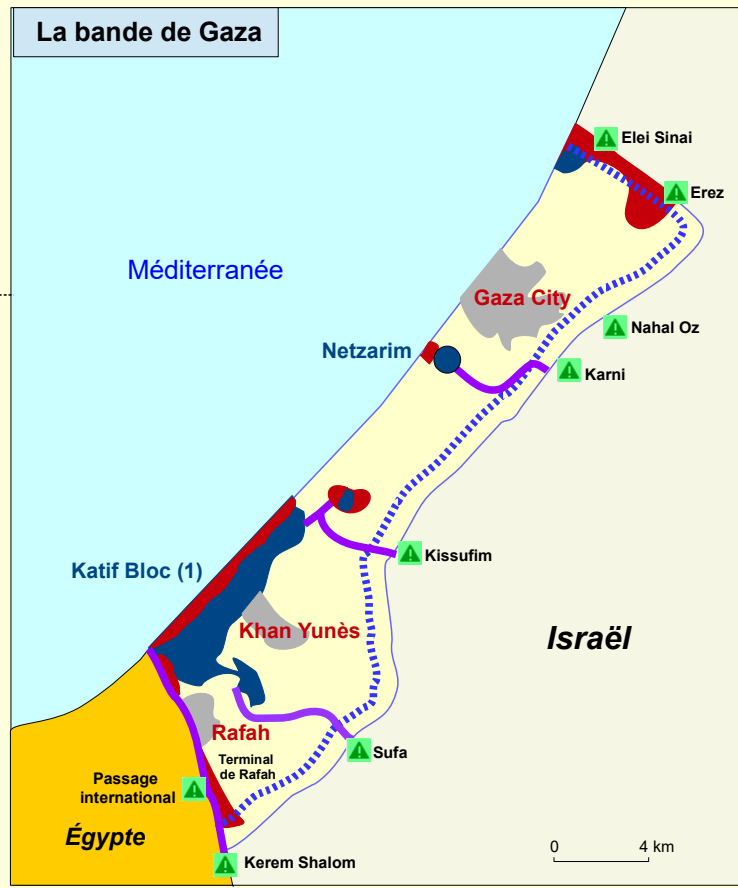 La bande de Gaza
Elei Sinai
Erez
Méditerranée
Gaza City
Nahal Oz
Netzarim
Karni
Kissufim
Katif Bloc (1)
Khan Yunès
Israël
Rafah
Sufa
Terminal
de Rafah
Passage
international
Égypte
0 4 km
Kerem Shalom